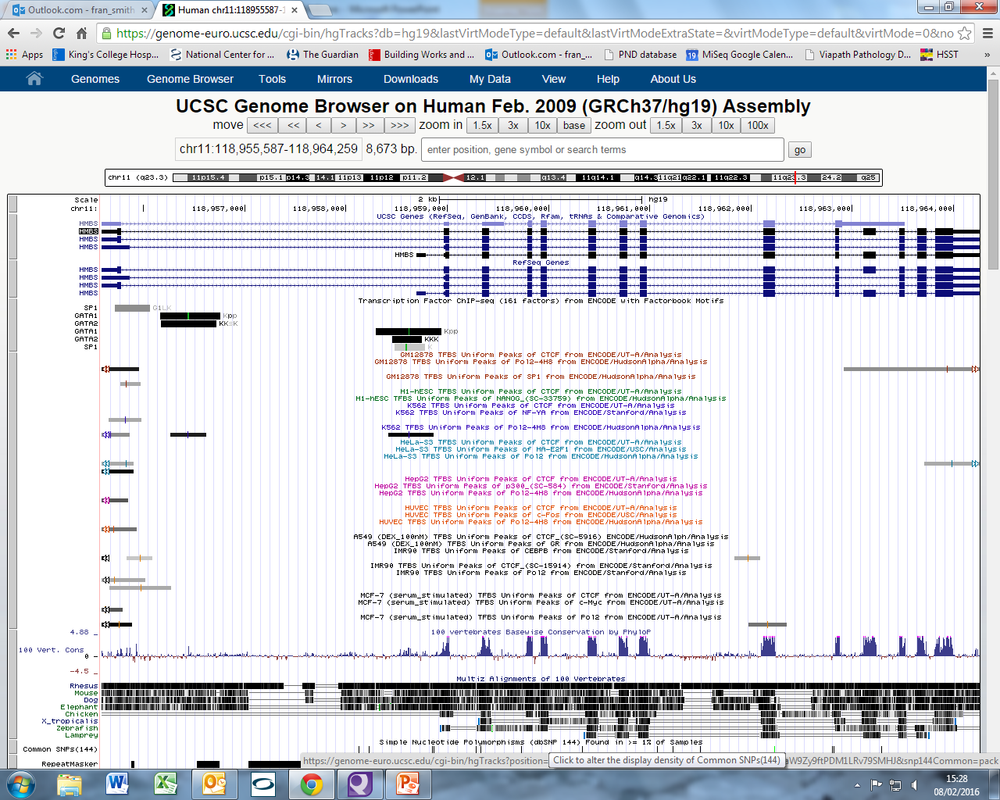 Outlook.com - fran_smith
Human chr11:118955587-1
Microsoft PowerPoint
https://genome-euro.ucsc.edu/cgi-bin/hgTracks?db=hg19&lastVirtModeType=default&lastVirtModeExtraState=&virtModeType=default&virtMode=0&no
Apps King's College Hosp... National Center for ... The Guardian Building Works and ... Outlook.com - fran_... PND database MiSeq Google Calen... Viapath Pathology D... HSST »
Genomes Genome Browser Tools Mirrors Downloads My Data View Help About Us
UCSC Genome Browser on Human Feb. 2009 (GRCh37/hg19) Assembly
move <<< << < > >> >>> zoom in 1.5x 3x 10x base zoom out 1.5x 3x 10x 100x
chr11:118,955,587-118,964,259 8,673 bp. enter position, gene symbol or search terms go
chr11 (q23.3) 11p15.4 p15.1 p14.3 14.1 11p13 11p12 p11.2 12.1 q13.4 11q14.1 q14.3 11q21 q22.1 11q22.3 11q23.3 24.2 q25
Scale 2 kb hg19
chr11: 118,957,000 118,958,000 118,959,000 118,960,000 118,961,000 118,962,000 118,963,000 118,964,000
UCSC Genes (RefSeq, GenBank, CCDS, Rfam, tRNAs & Comparative Genomics)
HMBS
HMBS
HMBS
HMBS
HMBS
RefSeq Genes
HMBS
HMBS
HMBS
HMBS
Transcription Factor ChIP-seq (161 factors) from ENCODE with Factorbook Motifs
SP1 G1LK
GATA1 Kpp
GATA2 KKsK
GATA1 Kpp
GATA2 KKK
SP1 K
GM12878 TFBS Uniform Peaks of CTCF from ENCODE/UT-A/Analysis
GM12878 TFBS Uniform Peaks of Pol2-4H8 from ENCODE/HudsonAlpha/Analysis
GM12878 TFBS Uniform Peaks of SP1 from ENCODE/HudsonAlpha/Analysis
H1-hESC TFBS Uniform Peaks of CTCF from ENCODE/UT-A/Analysis
H1-hESC TFBS Uniform Peaks of NANOG_(SC-33759) from ENCODE/HudsonAlpha/Analysis
K562 TFBS Uniform Peaks of CTCF from ENCODE/UT-A/Analysis
K562 TFBS Uniform Peaks of NF-YA from ENCODE/Stanford/Analysis
K562 TFBS Uniform Peaks of Pol2-4H8 from ENCODE/HudsonAlpha/Analysis
HeLa-S3 TFBS Uniform Peaks of CTCF from ENCODE/UT-A/Analysis
HeLa-S3 TFBS Uniform Peaks of HA-E2F1 from ENCODE/USC/Analysis
HeLa-S3 TFBS Uniform Peaks of Pol2 from ENCODE/HudsonAlpha/Analysis
HepG2 TFBS Uniform Peaks of CTCF from ENCODE/UT-A/Analysis
HepG2 TFBS Uniform Peaks of p300_(SC-584) from ENCODE/Stanford/Analysis
HepG2 TFBS Uniform Peaks of Pol2-4H8 from ENCODE/HudsonAlpha/Analysis
HUVEC TFBS Uniform Peaks of CTCF from ENCODE/UT-A/Analysis
HUVEC TFBS Uniform Peaks of c-Fos from ENCODE/USC/Analysis
HUVEC TFBS Uniform Peaks of Pol2-4H8 from ENCODE/HudsonAlpha/Analysis
A549 (DEX_100nM) TFBS Uniform Peaks of CTCF_(SC-5916) from ENCODE/HudsonAlph/Analysis
A549 (DEX_100nM) TFBS Uniform Peaks of GR from ENCODE/HudsonAlpha/Analysis
IMR90 TFBS Uniform Peaks of CEBPB from ENCODE/Stanford/Analysis
IMR90 TFBS Uniform Peaks of CTCF_(SC-15914) from ENCODE/Stanford/Analysis
IMR90 TFBS Uniform Peaks of Pol2 from ENCODE/Stanford/Analysis
MCF-7 (serum_stimulated) TFBS Uniform Peaks of CTCF from ENCODE/UT-A/Analysis
MCF-7 (serum_stimulated) TFBS Uniform Peaks of c-Myc from ENCODE/UT-A/Analysis
MCF-7 (serum_stimulated) TFBS Uniform Peaks of Pol2 from ENCODE/UT-A/Analysis
4.88 _
100 vertebrates Basewise Conservation by PhyloP
100 Vert. Cons
0 -
-4.5 _
Multiz Alignments of 100 Vertebrates
Rhesus
Mouse
Dog
Elephant
Chicken
X_tropicalis
Zebrafish
Lamprey
Simple Nucleotide Polymorphisms (dbSNP 144) Found in >= 1% of Samples
Common SNPs(144)
RepeatMasker
https://genome-euro.ucsc.edu/cgi-bin/hgTracks?position= Click to alter the display density of Common SNPs(144) aW9Zy9ftPDM1LRv79SMHJ&snp144Common=pack
15:28
08/02/2016